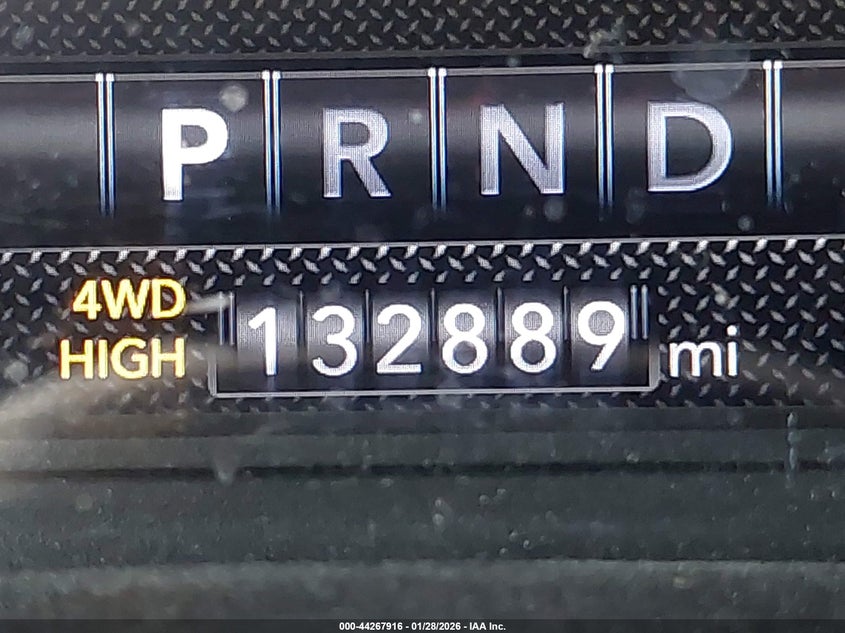 P R N D
4WD
HIGH
132889 mi
000-44267916 - 01/28/2026 - IAA Inc.